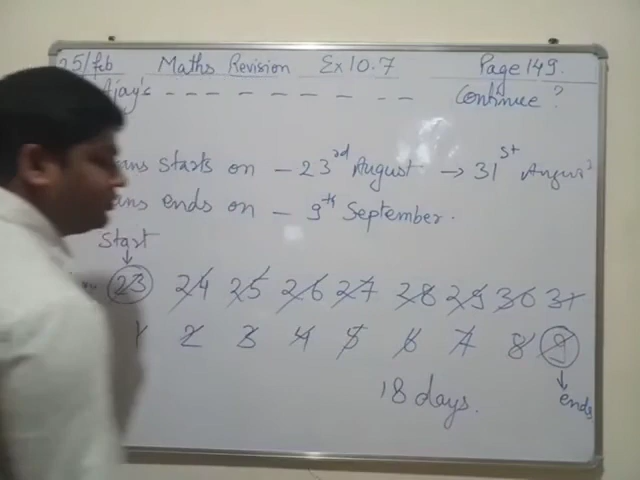 25/feb Maths Revision Ex 10.7 Page 149.
Ajay's - - - - - - - - - Continue ?
starts on - 23rd August → 31st August
ends on - 9th September.
Start
↓
23 24 25 26 27 28 29 30 31
1 2 3 4 5 6 7 8 9
↓
18 days. ends